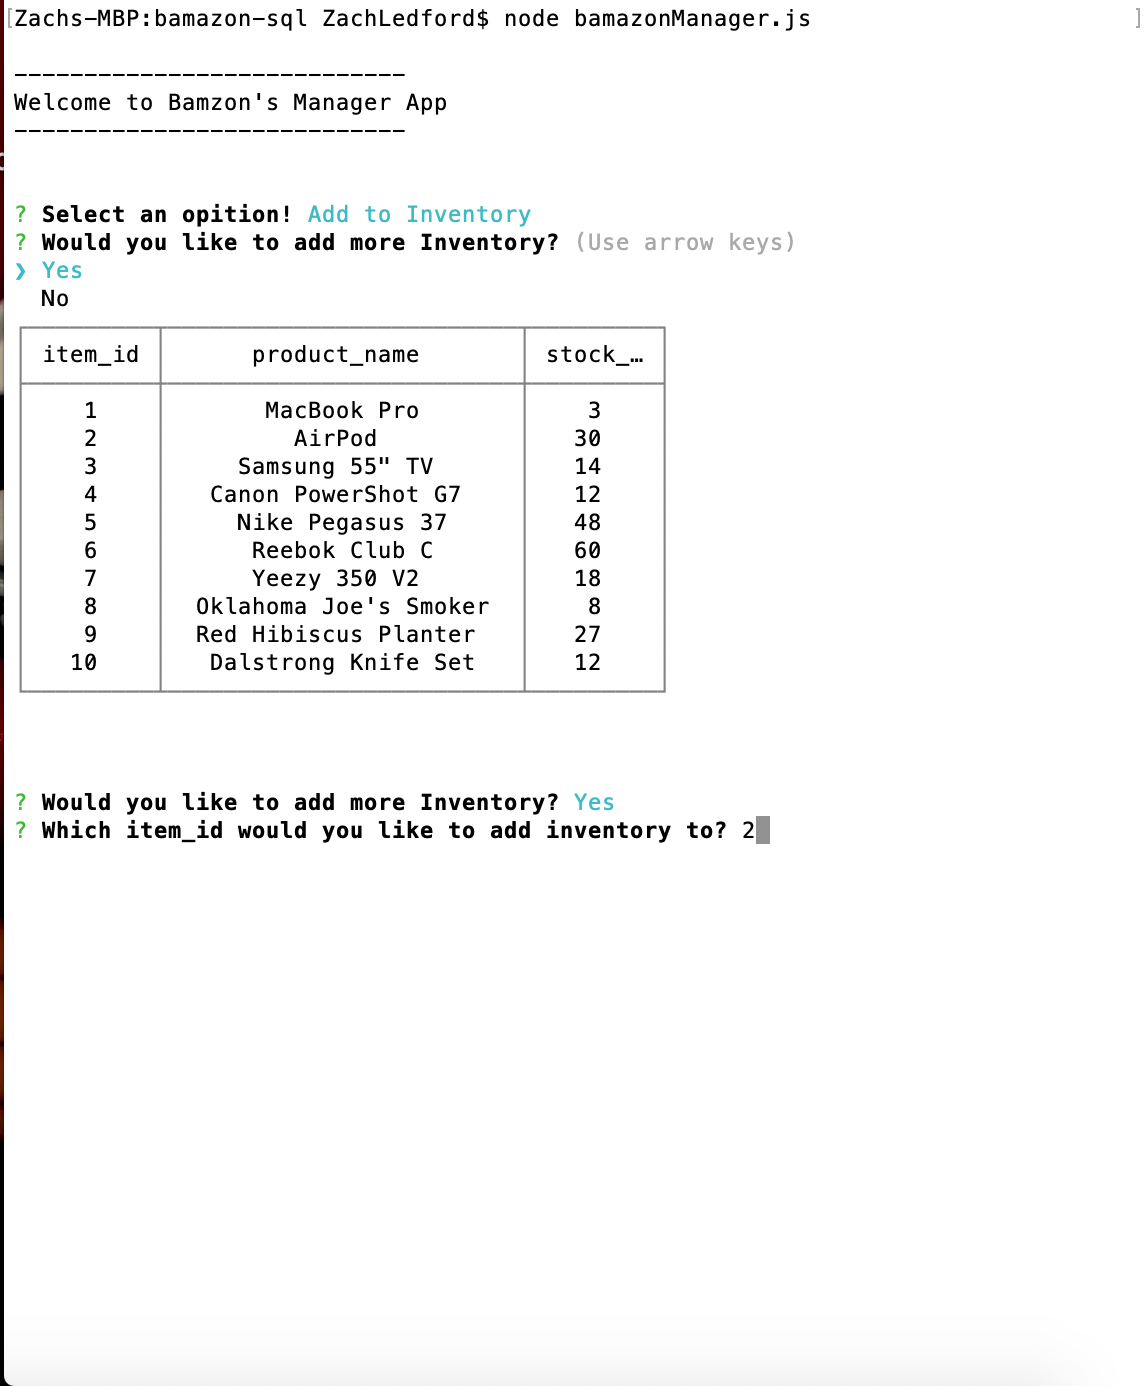 [Zachs-MBP:bamazon-sql ZachLedford$ node bamazonManager.js ]
----------------------------
Welcome to Bamzon's Manager App
----------------------------
? Select an opition! Add to Inventory
? Would you like to add more Inventory? (Use arrow keys)
❯ Yes
No
item_id product_name stock_…
1 MacBook Pro 3
2 AirPod 30
3 Samsung 55" TV 14
4 Canon PowerShot G7 12
5 Nike Pegasus 37 48
6 Reebok Club C 60
7 Yeezy 350 V2 18
8 Oklahoma Joe's Smoker 8
9 Red Hibiscus Planter 27
10 Dalstrong Knife Set 12
? Would you like to add more Inventory? Yes
? Which item_id would you like to add inventory to? 2